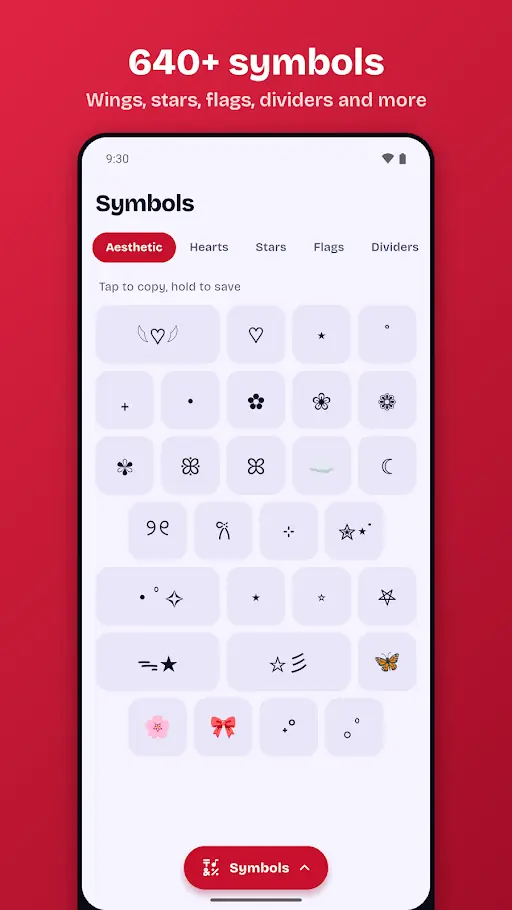 640+ symbols
Wings, stars, flags, dividers and more
9:30
Symbols
Aesthetic Hearts Stars Flags Dividers
Tap to copy, hold to save
Symbols